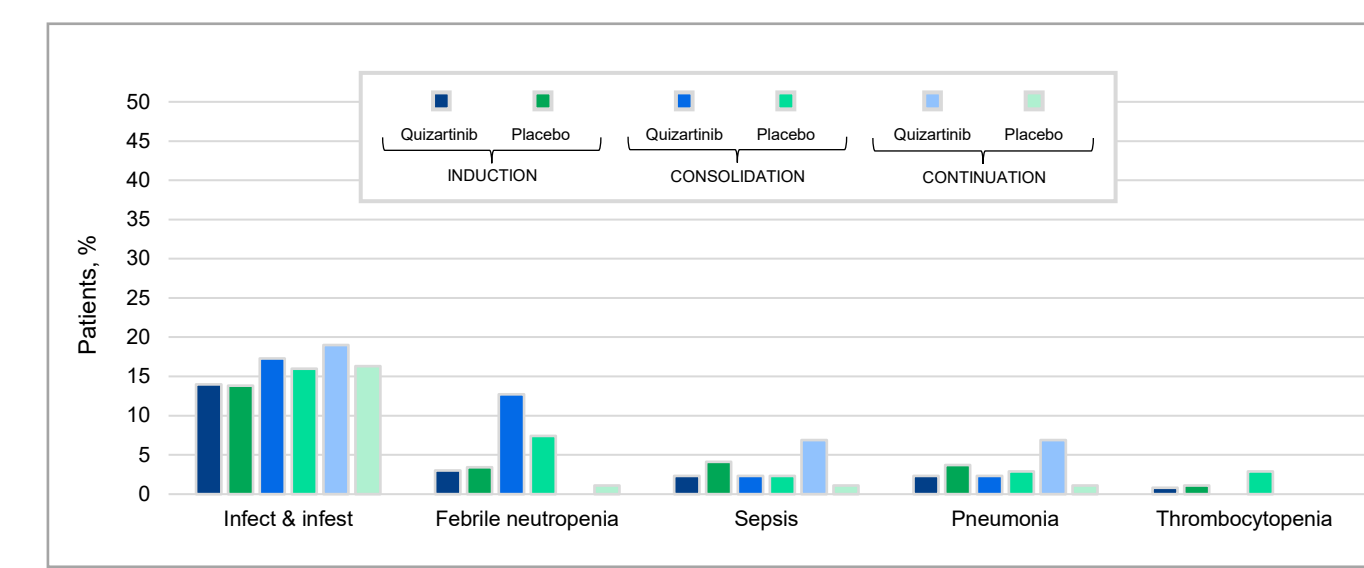 Quizartinib Placebo Quizartinib Placebo Quizartinib Placebo
INDUCTION CONSOLIDATION CONTINUATION
Patients, %
50
45
40
35
30
25
20
15
10
5
0
Infect & infest Febrile neutropenia Sepsis Pneumonia Thrombocytopenia